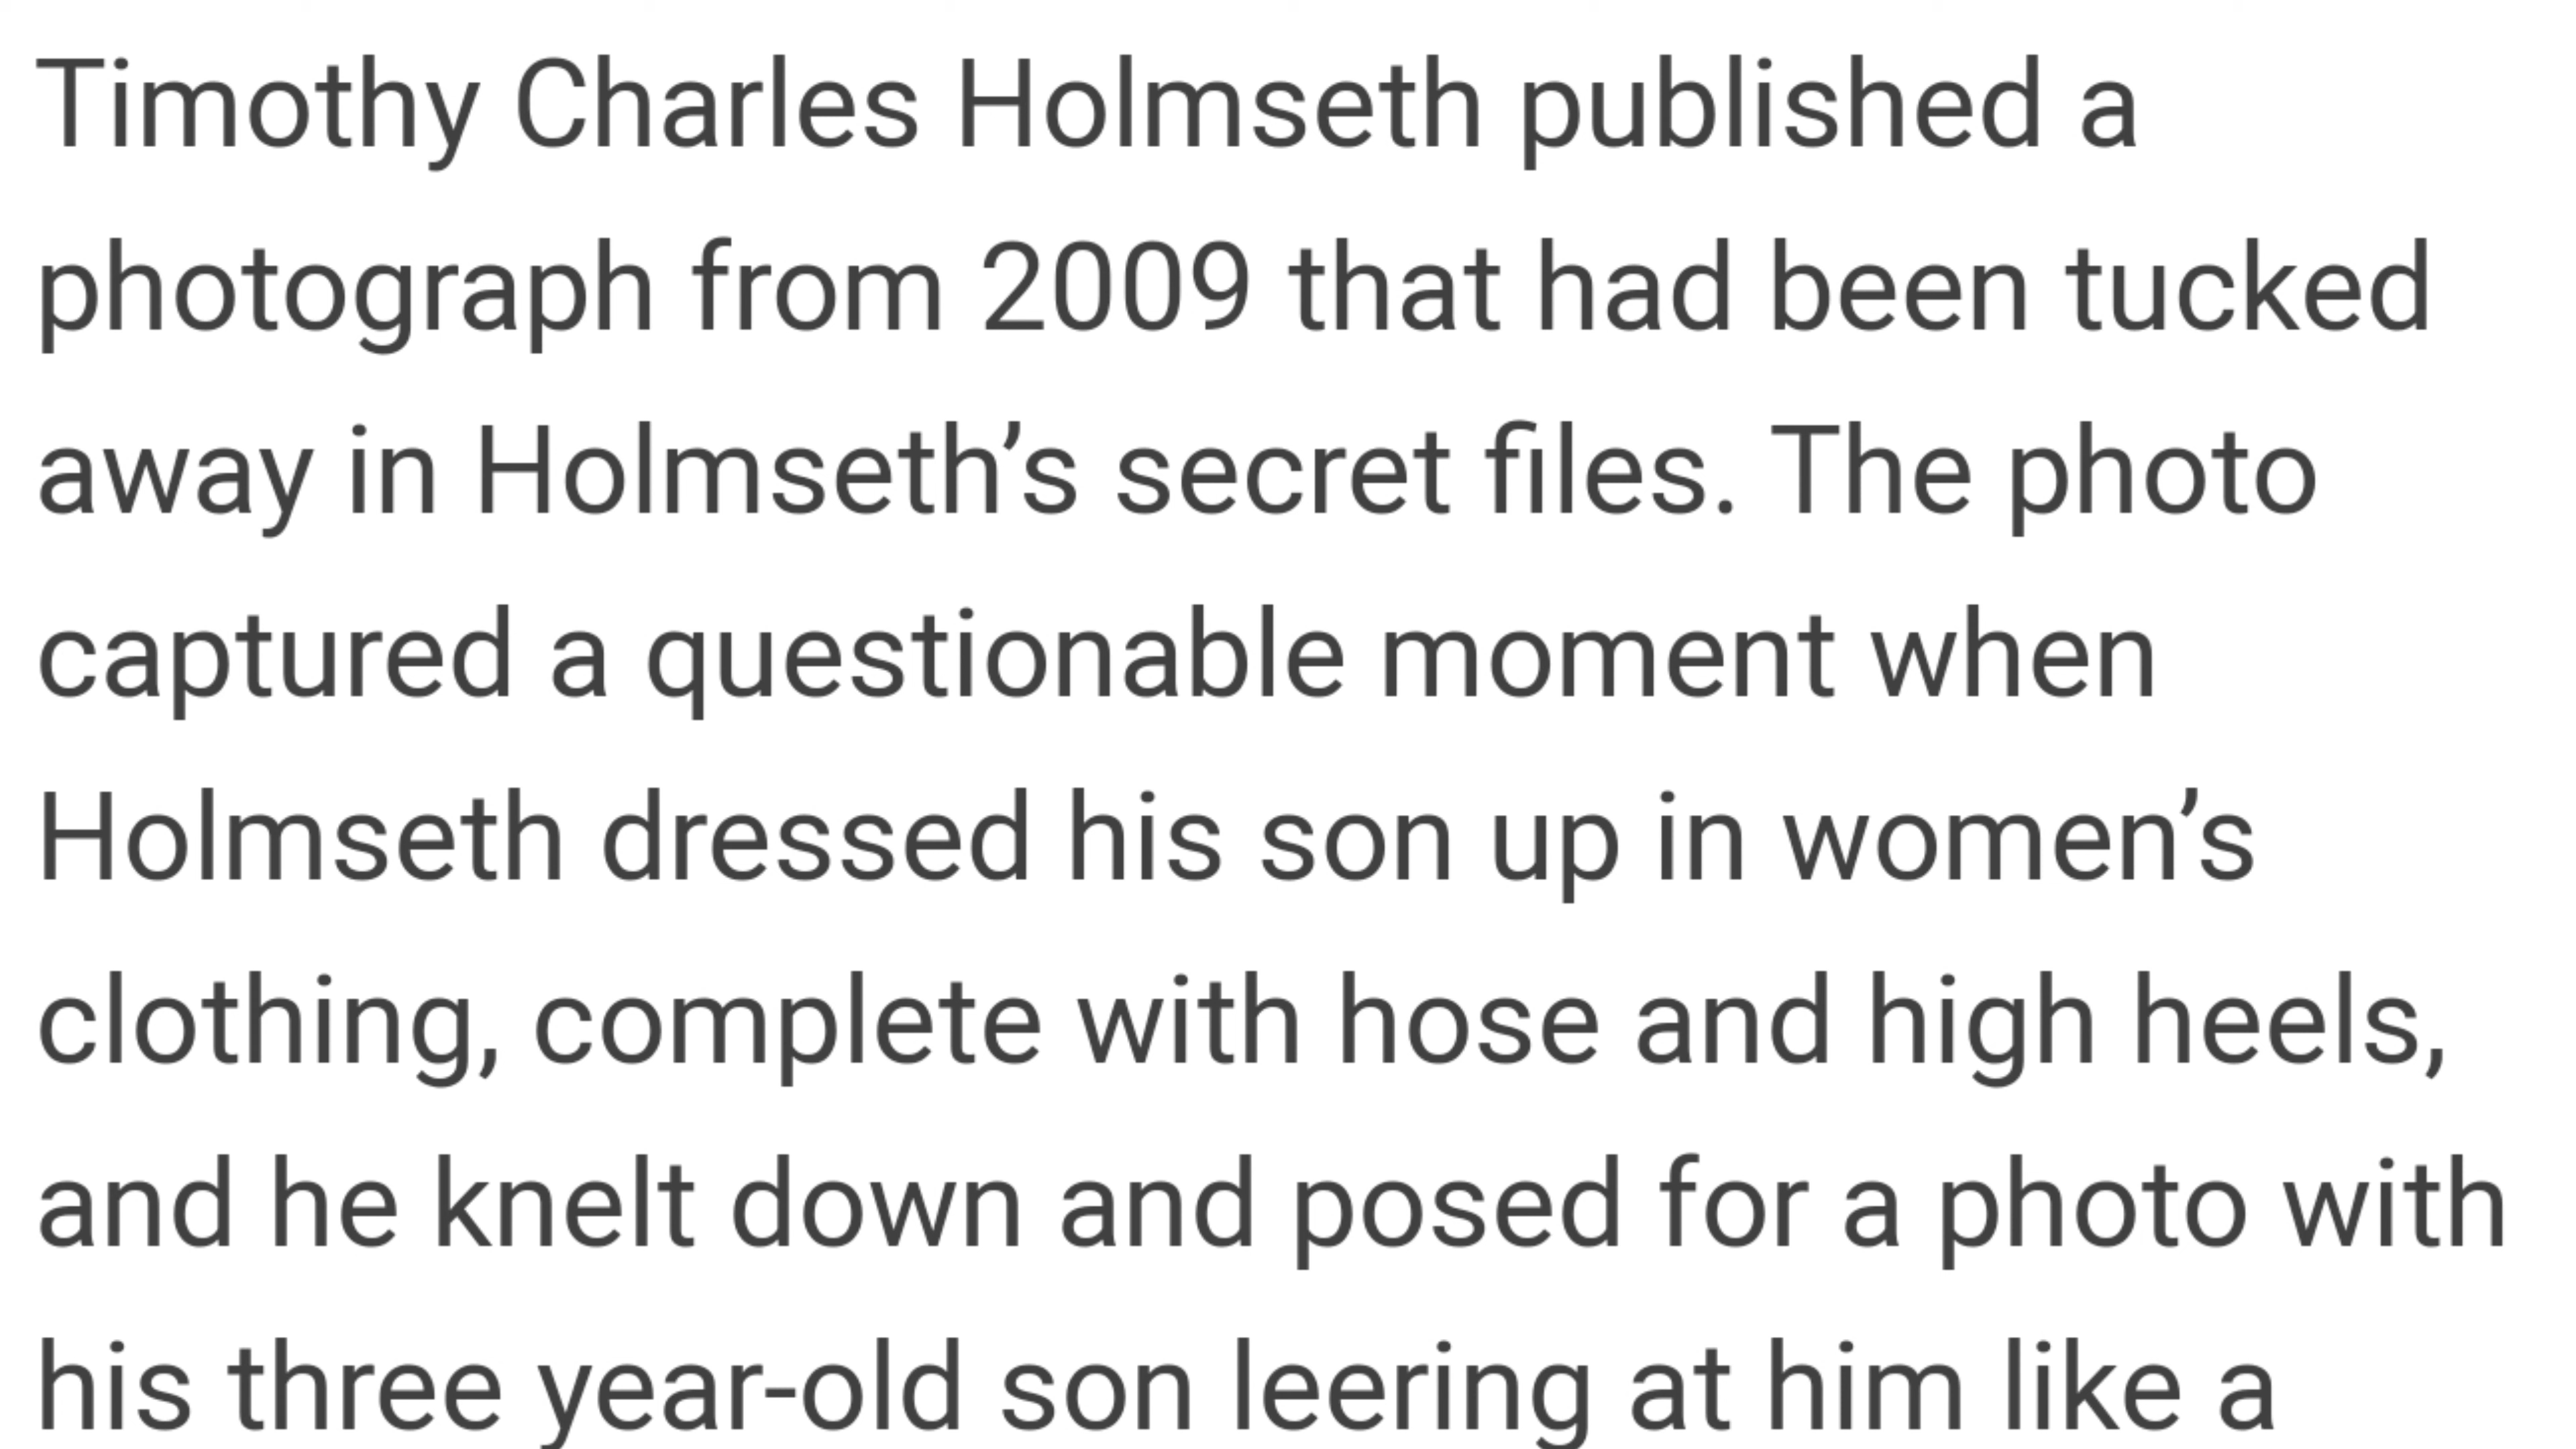 Timothy Charles Holmseth published a
photograph from 2009 that had been tucked
away in Holmseth’s secret files. The photo
captured a questionable moment when
Holmseth dressed his son up in women’s
clothing, complete with hose and high heels,
and he knelt down and posed for a photo with
his three year-old son leering at him like a